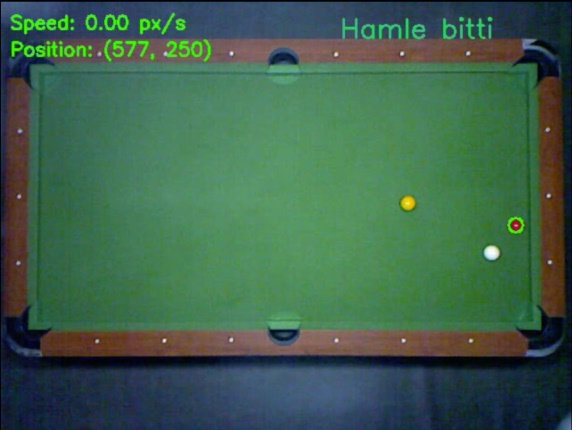 Speed: 0.00 px/s
Hamle bitti
Position: (577, 250)